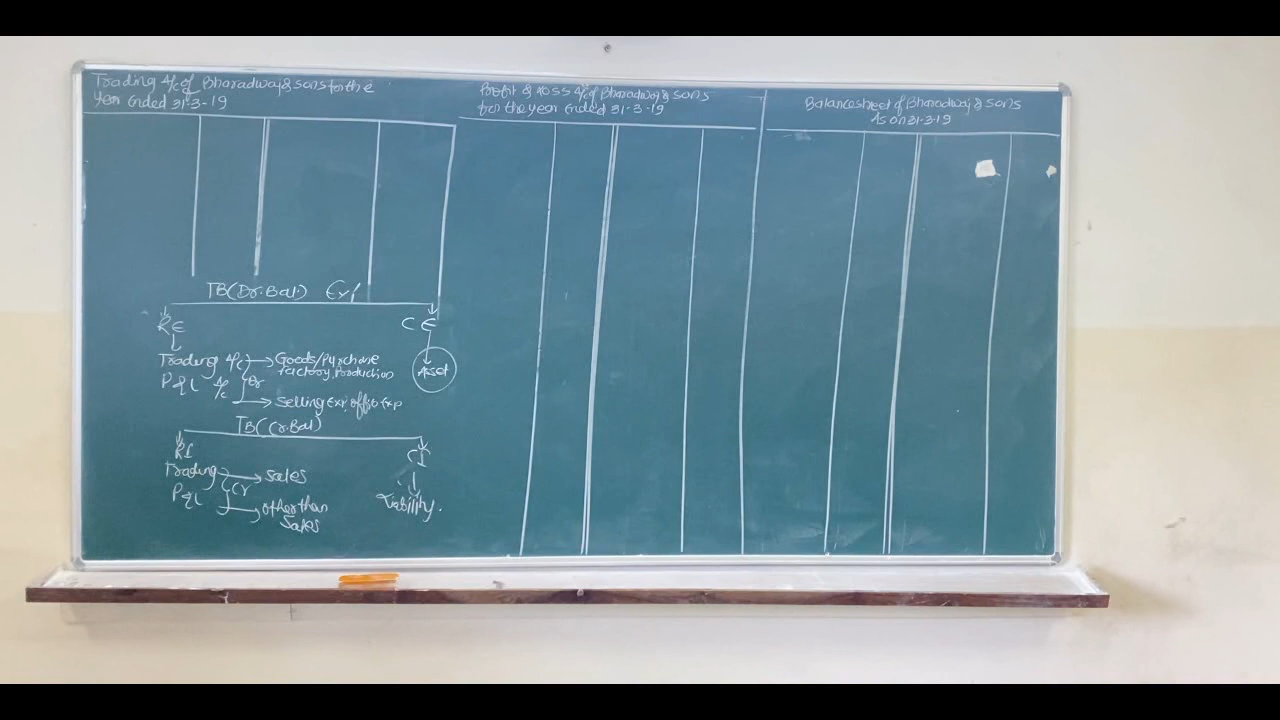 Trading A/c of Bharadwaj & sons for the
Year Ended 31-3-19
Profit & loss A/c of Bharadwaj & sons
for the year Ended 31-3-19
Balancesheet of Bharadwaj & sons
As on 31-3-19
TB(Dr.Bal.) Exp
RE
CE
Trading A/c → Goods/Purchase
Factory, Production
P & L A/c Dr
Asset
→ Selling Exp, office Exp
TB(Cr.Bal)
RI
CI
Trading → Sales
P & L Cr → other than
Sales
Liability.